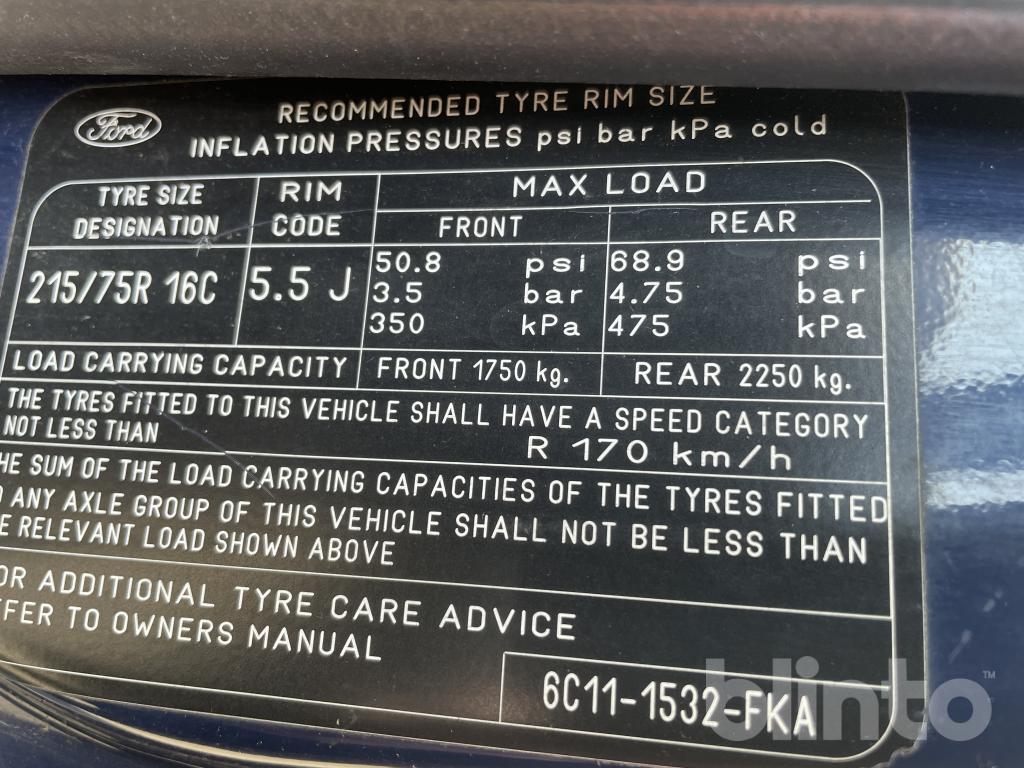 Ford
RECOMMENDED TYRE RIM SIZE
INFLATION PRESSURES psi bar kPa cold
TYRE SIZE DESIGNATION
RIM CODE
MAX LOAD
FRONT
REAR
215/75R 16C
5.5 J
50.8 psi
3.5 bar
350 kPa
68.9 psi
4.75 bar
475 kPa
LOAD CARRYING CAPACITY
FRONT 1750 kg.
REAR 2250 kg.
THE TYRES FITTED TO THIS VEHICLE SHALL HAVE A SPEED CATEGORY
NOT LESS THAN
R 170 km/h
HE SUM OF THE LOAD CARRYING CAPACITIES OF THE TYRES FITTED
ANY AXLE GROUP OF THIS VEHICLE SHALL NOT BE LESS THAN
E RELEVANT LOAD SHOWN ABOVE
OR ADDITIONAL TYRE CARE ADVICE
EFER TO OWNERS MANUAL
6C11-1532-FKA
blinto™